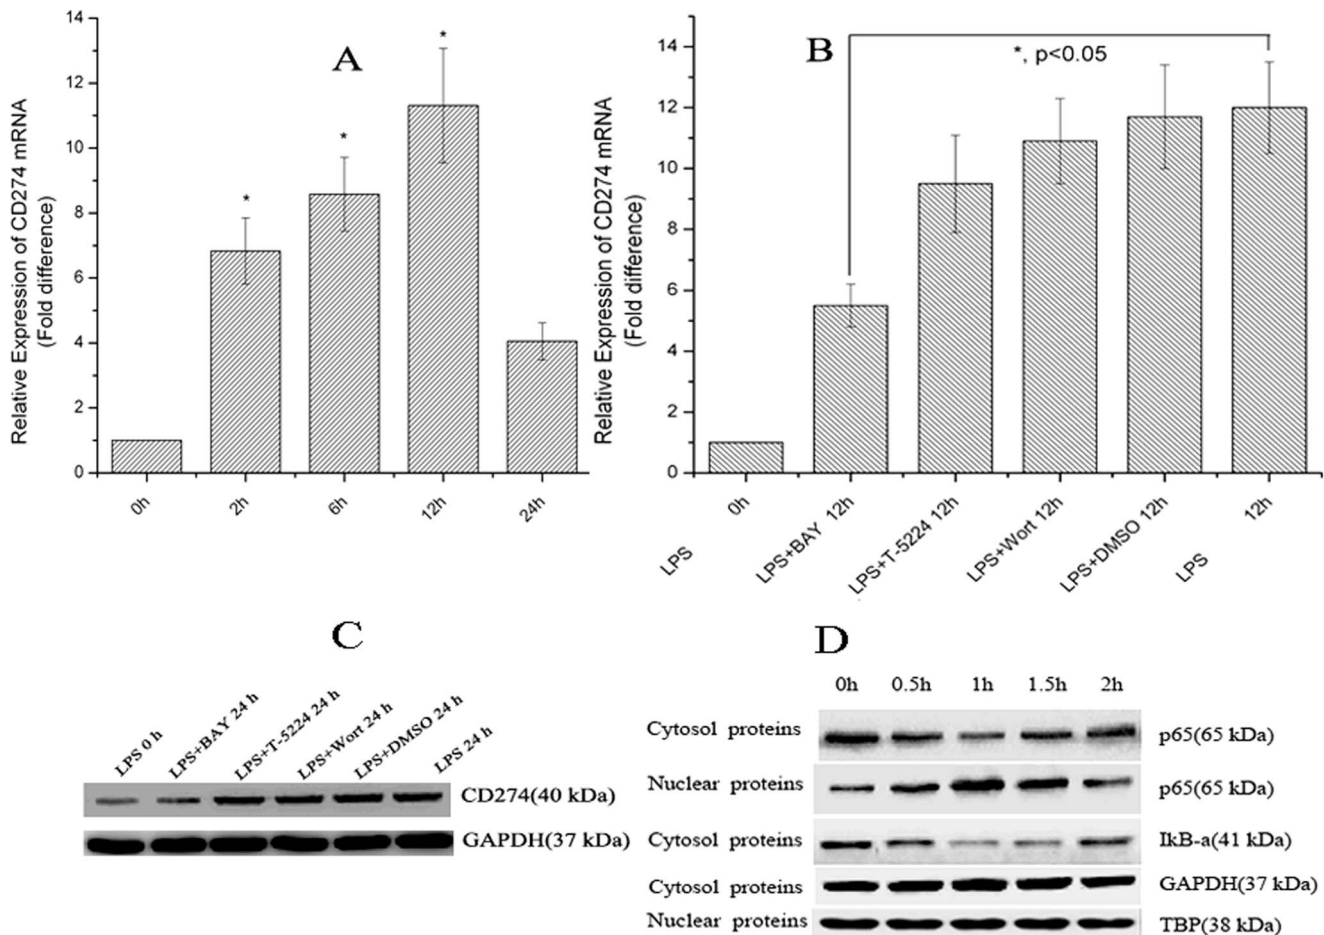 A
Relative Expression of CD274 mRNA
(Fold difference)
14
12
10
8
6
4
2
0
*
*
*
0h
2h
6h
12h
24h
B
*, p<0.05
Relative Expression of CD274 mRNA
(Fold difference)
14
12
10
8
6
4
2
0
LPS 0h
LPS+BAY 12h
LPS+T-5224 12h
LPS+Wort 12h
LPS+DMSO 12h
LPS 12h
C
LPS 0 h
LPS+BAY 24 h
LPS+T-5224 24 h
LPS+Wort 24 h
LPS+DMSO 24 h
LPS 24 h
CD274(40 kDa)
GAPDH(37 kDa)
D
0h 0.5h 1h 1.5h 2h
Cytosol proteins p65(65 kDa)
Nuclear proteins p65(65 kDa)
Cytosol proteins IkB-a(41 kDa)
Cytosol proteins GAPDH(37 kDa)
Nuclear proteins TBP(38 kDa)